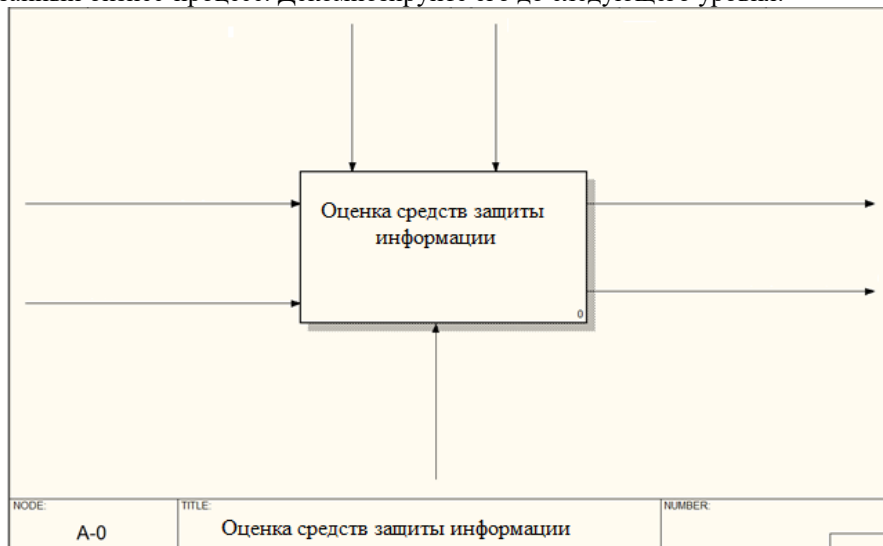 Оценка средств защиты
информации
0
NODE: TITLE: NUMBER:
A-0 Оценка средств защиты информации